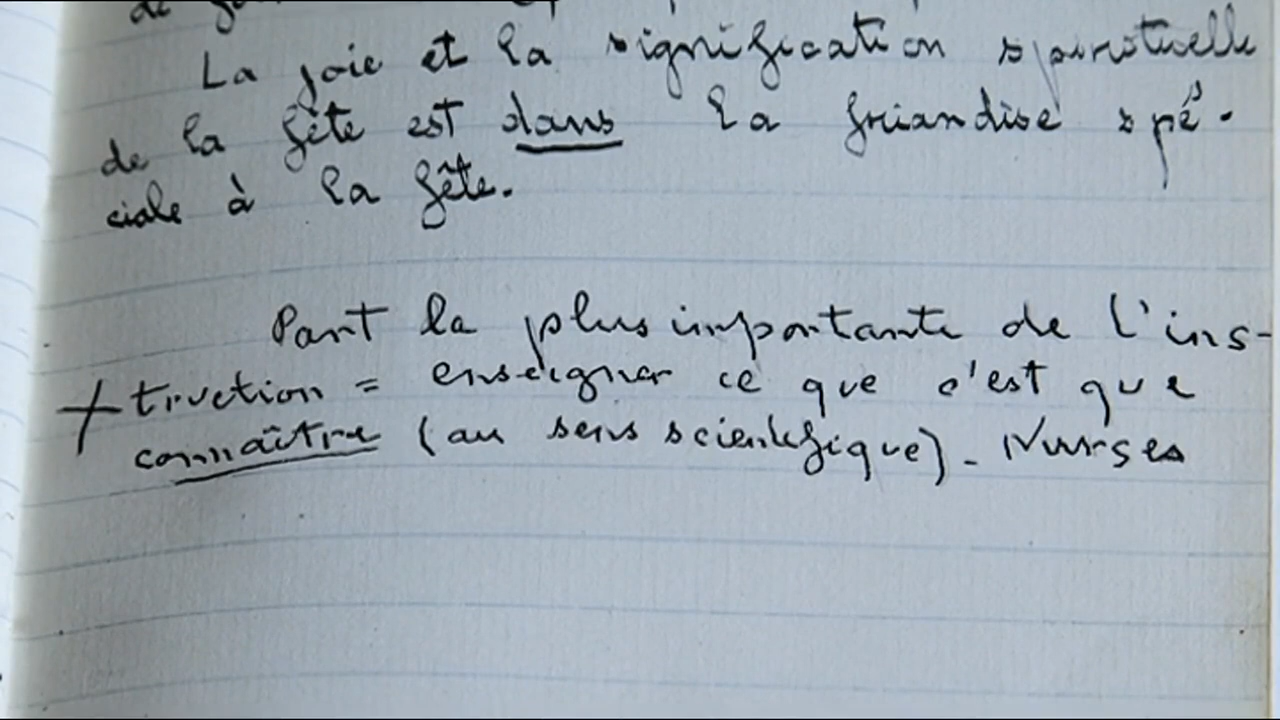 de
La joie et la signification spirituelle
de la fête est dans la friandise spé-
ciale à la fête.
Part la plus importante de l'ins-
+ truction = enseigner ce que c'est que
connaître (au sens scientifique). Nurses